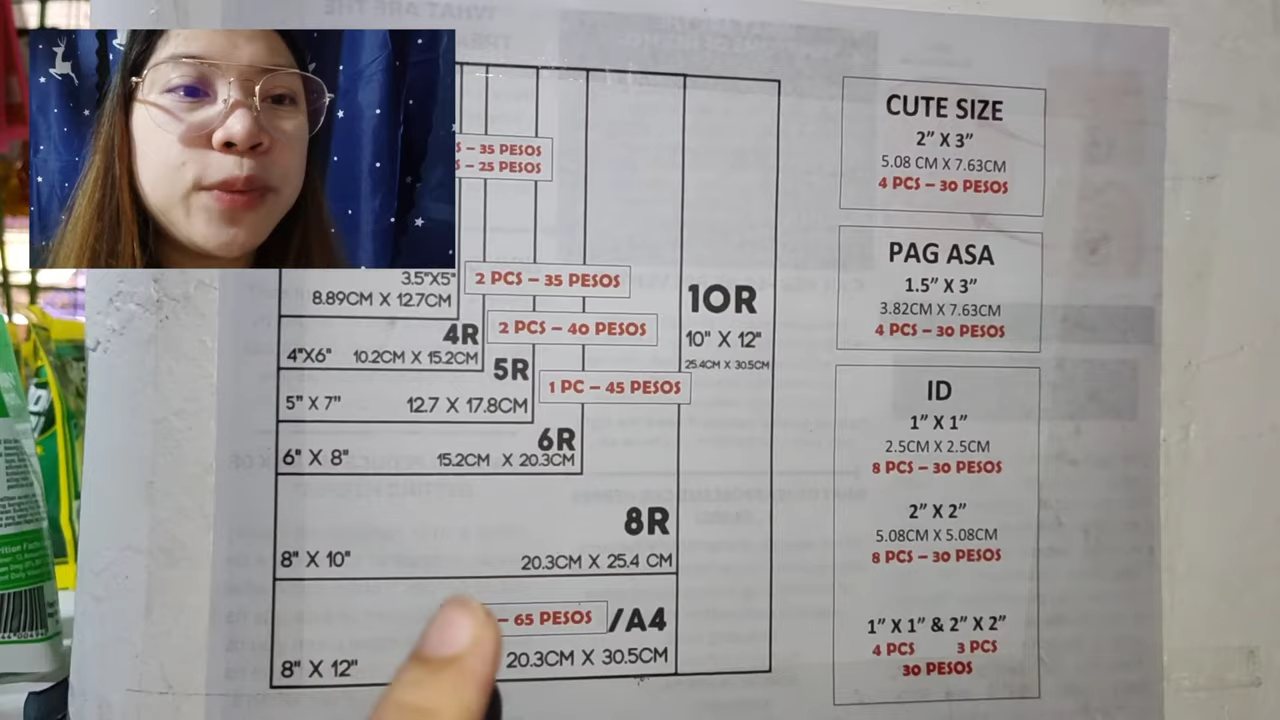 – 35 PESOS
– 25 PESOS
3.5"X5"
8.89CM X 12.7CM
2 PCS – 35 PESOS
4R
4"X6" 10.2CM X 15.2CM
2 PCS – 40 PESOS
5R
5" X 7" 12.7 X 17.8CM
1 PC – 45 PESOS
6R
6" X 8" 15.2CM X 20.3CM
8R
8" X 10" 20.3CM X 25.4 CM
– 65 PESOS /A4
8" X 12" 20.3CM X 30.5CM
10R
10" X 12"
25.4CM X 30.5CM
CUTE SIZE
2” X 3”
5.08 CM X 7.63CM
4 PCS – 30 PESOS
PAG ASA
1.5” X 3”
3.82CM X 7.63CM
4 PCS – 30 PESOS
ID
1” X 1”
2.5CM X 2.5CM
8 PCS – 30 PESOS
2” X 2”
5.08CM X 5.08CM
8 PCS – 30 PESOS
1” X 1” & 2” X 2”
4 PCS 3 PCS
30 PESOS